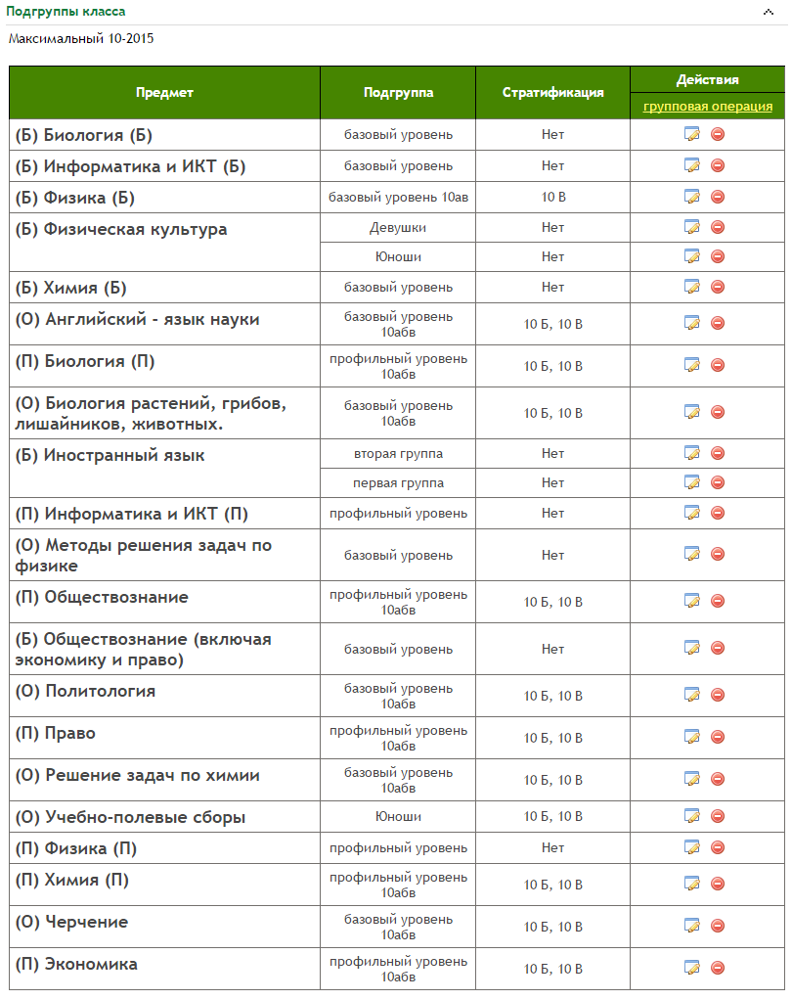 Подгруппы класса
Максимальный 10-2015
Предмет Подгруппа Стратификация Действия
групповая операция
(Б) Биология (Б) базовый уровень Нет
(Б) Информатика и ИКТ (Б) базовый уровень Нет
(Б) Физика (Б) базовый уровень 10ав 10 В
(Б) Физическая культура Девушки Нет
Юноши Нет
(Б) Химия (Б) базовый уровень Нет
(О) Английский - язык науки базовый уровень
10абв 10 Б, 10 В
(П) Биология (П) профильный уровень
10абв 10 Б, 10 В
(О) Биология растений, грибов,
лишайников, животных. базовый уровень
10абв 10 Б, 10 В
(Б) Иностранный язык вторая группа Нет
первая группа Нет
(П) Информатика и ИКТ (П) профильный уровень Нет
(О) Методы решения задач по
физике базовый уровень Нет
(П) Обществознание профильный уровень
10абв 10 Б, 10 В
(Б) Обществознание (включая
экономику и право) базовый уровень Нет
(О) Политология базовый уровень
10абв 10 Б, 10 В
(П) Право профильный уровень
10абв 10 Б, 10 В
(О) Решение задач по химии базовый уровень
10абв 10 Б, 10 В
(О) Учебно-полевые сборы Юноши 10 Б, 10 В
(П) Физика (П) профильный уровень Нет
(П) Химия (П) профильный уровень
10абв 10 Б, 10 В
(О) Черчение базовый уровень
10абв 10 Б, 10 В
(П) Экономика профильный уровень
10абв 10 Б, 10 В